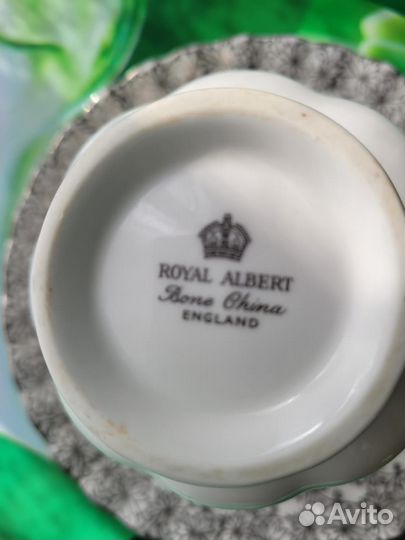 ROYAL ALBERT
Bone China
ENGLAND
Avito